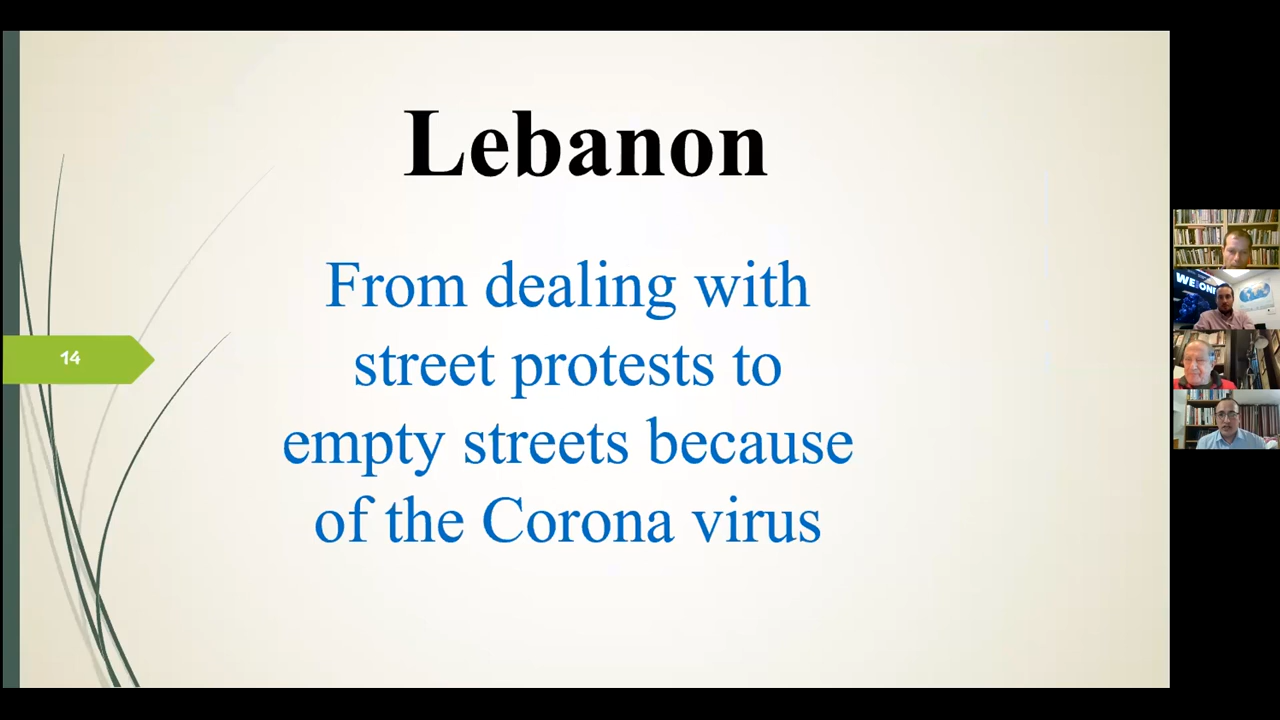 Lebanon
From dealing with
street protests to
14
empty streets because
of the Corona virus